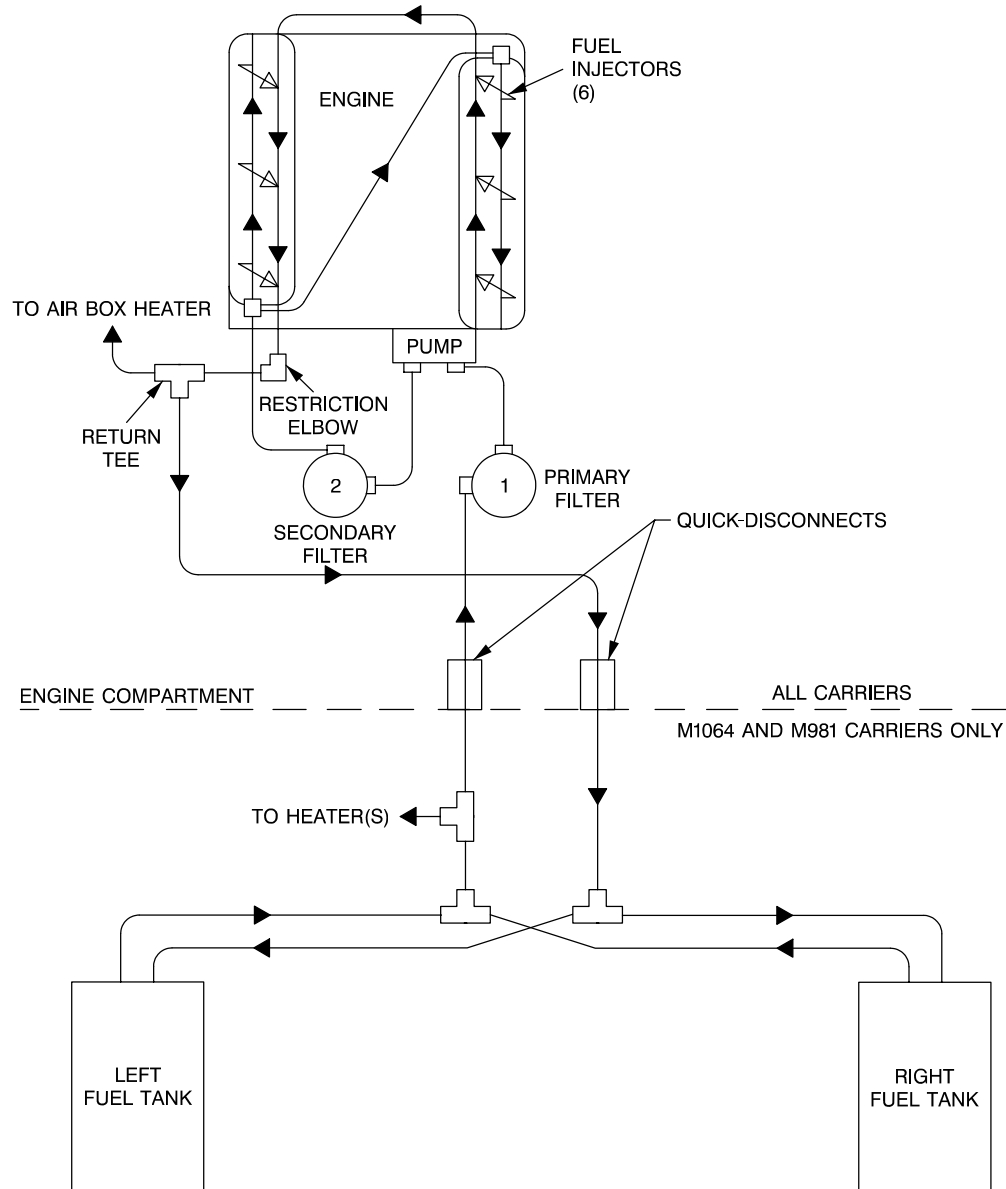 FUEL
INJECTORS
(6)
ENGINE
TO AIR BOX HEATER
PUMP
RESTRICTION
ELBOW
RETURN
TEE
2
1
PRIMARY
FILTER
SECONDARY
FILTER
QUICK-DISCONNECTS
ENGINE COMPARTMENT
ALL CARRIERS
M1064 AND M981 CARRIERS ONLY
TO HEATER(S)
LEFT
FUEL TANK
RIGHT
FUEL TANK